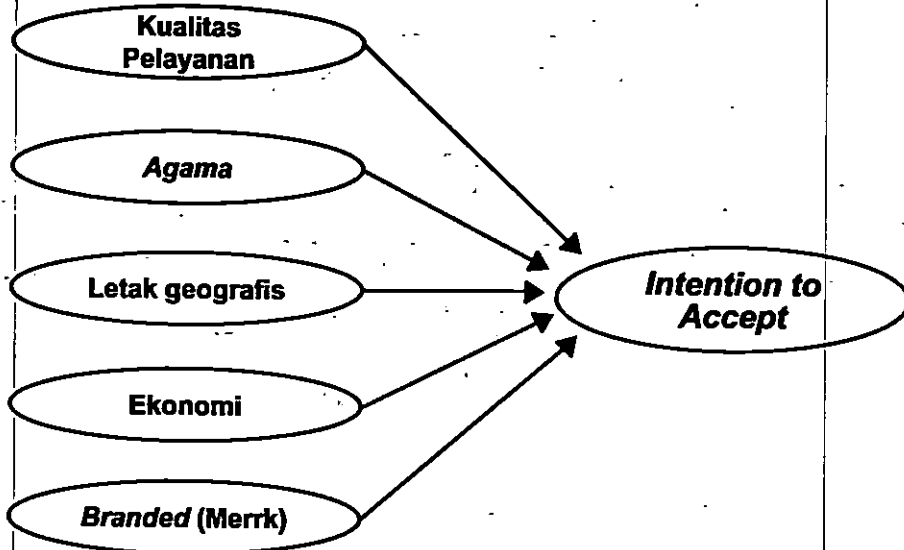 Kualitas
Pelayanan
Agama
Letak geografis
Intention to
Accept
Ekonomi
Branded (Merrk)